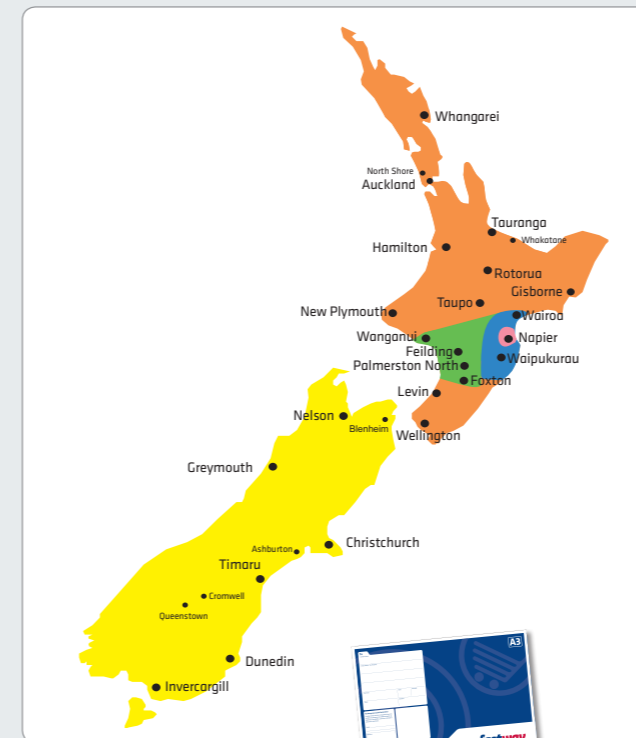 Whangarei
North Shore
Auckland
Tauranga
Whakatane
Hamilton
Rotorua
Gisborne
Taupo
New Plymouth
Wairoa
Wanganui
Napier
Feilding
Waipukurau
Palmerston North
Foxton
Levin
Nelson
Blenheim
Wellington
Greymouth
Christchurch
Ashburton
Timaru
Cromwell
Queenstown
Dunedin
Invercargill
A3